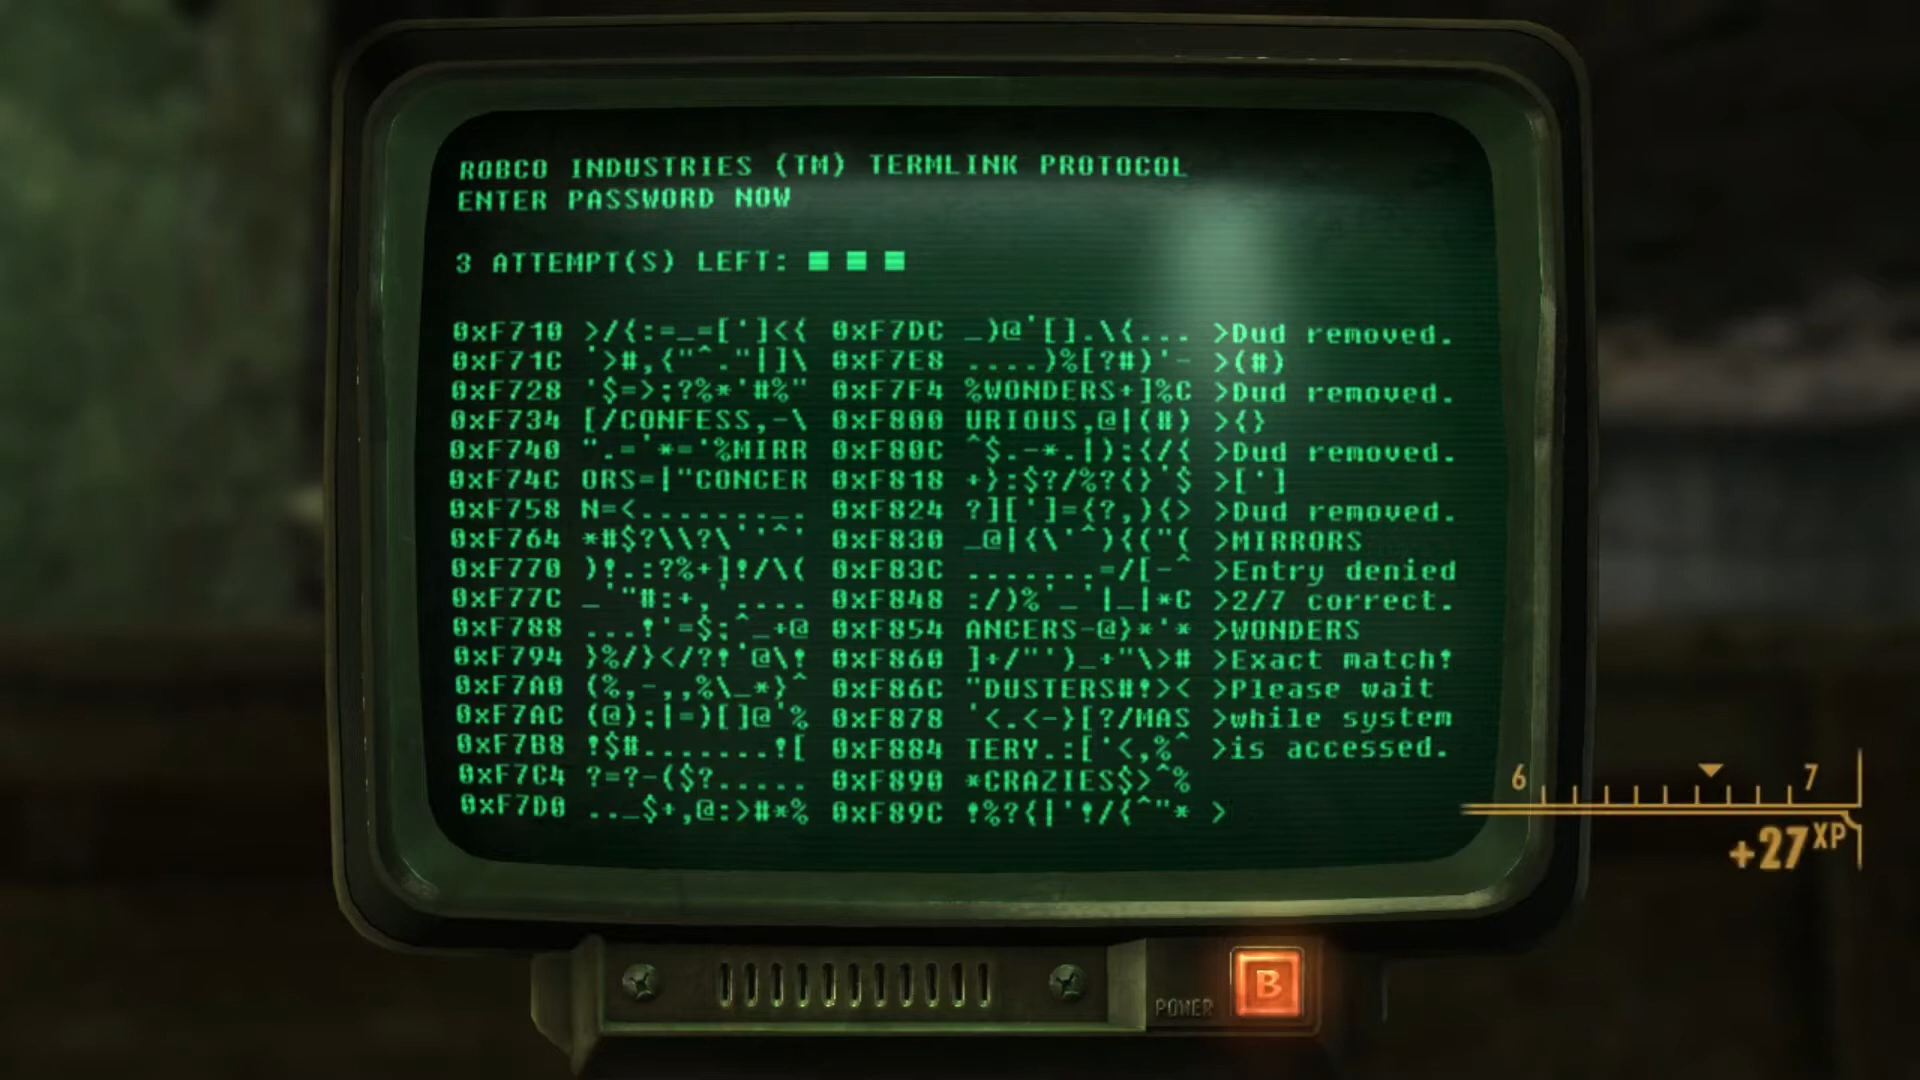 ROBCO INDUSTRIES (TM) TERMLINK PROTOCOL
ENTER PASSWORD NOW
3 ATTEMPT(S) LEFT: ■ ■ ■
0xF710 >/{:=_=[']<{ 0xF7DC _)@'[].\{... >Dud removed.
0xF71C '>#,{"^."|]\ 0xF7E8 ....}%[?#)'- >(#)
0xF728 '$=>;?%*'#%" 0xF7F4 %WONDERS+]%C >Dud removed.
0xF734 [/CONFESS,-\ 0xF800 URIOUS,@|(#) >{}
0xF740 ".='*='%MIRR 0xF80C ^$.-*.|);{/{ >Dud removed.
0xF74C ORS=|"CONCER 0xF818 +}:$?/%?{}'$ >[']
0xF758 N=<......... 0xF824 ?][']={?,){> >Dud removed.
0xF764 *#$?\\?\''^' 0xF830 _@|{\'^){("( >MIRRORS
0xF770 )!.:?%+]!/\( 0xF83C .......=/[-^ >Entry denied
0xF77C _'"#:+,'.... 0xF848 :/)%'_'|_|*C >2/7 correct.
0xF788 ...!'=$;^_+@ 0xF854 ANCERS-@}*'* >WONDERS
0xF794 }%/}</?!'@\! 0xF860 ]+/"')_+"\># >Exact match!
0xF7A0 (%,-,,%\_*}^ 0xF86C "DUSTERS#!>< >Please wait
0xF7AC (@);|=)[]@'% 0xF878 '<.<-}[?/MAS >while system
0xF7B8 !$#.......![ 0xF884 TERY.:['<,%^ >is accessed.
0xF7C4 ?=?-($?..... 0xF890 *CRAZIES$>^%
0xF7D0 .._$+,@:>#*% 0xF89C !%?{|'!/{^"* >
6 7
+27 XP
POWER
B